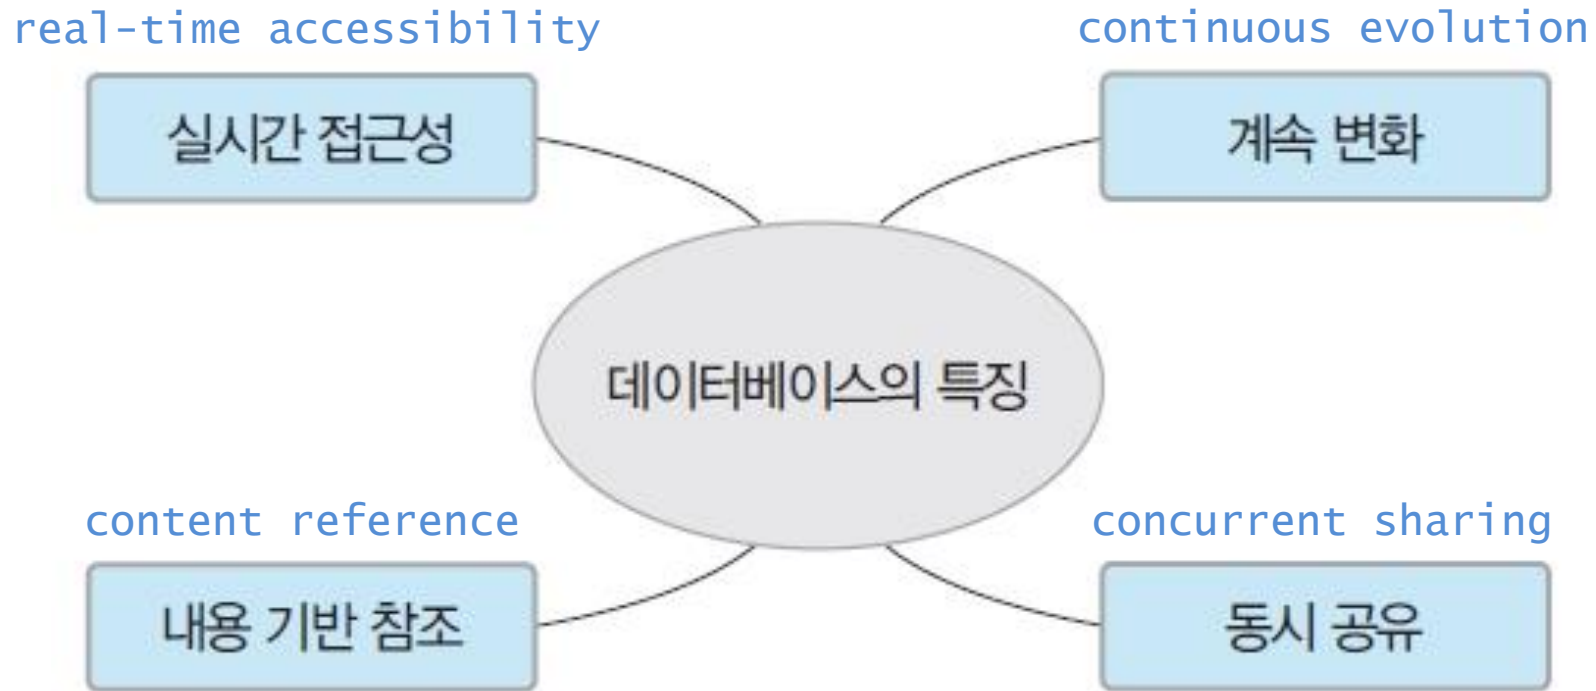 real-time accessibility
continuous evolution
실시간 접근성
계속 변화
데이터베이스의 특징
content reference
concurrent sharing
내용 기반 참조
동시 공유